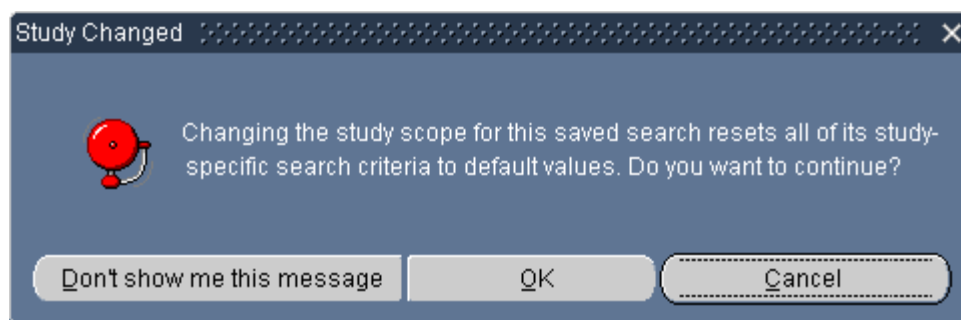 Study Changed
Changing the study scope for this saved search resets all of its study-
specific search criteria to default values. Do you want to continue?
Don't show me this message
OK
Cancel